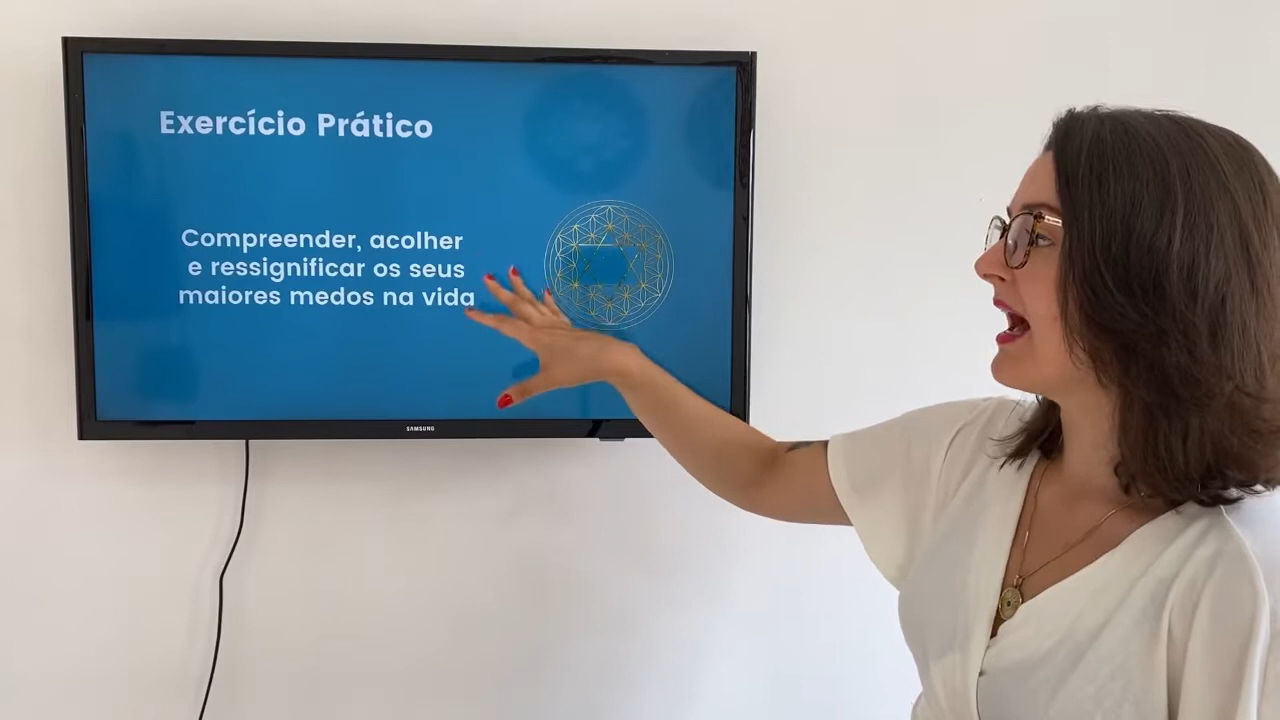 Exercício Prático
Compreender, acolher
e ressignificar os seus
maiores medos na vida
SAMSUNG